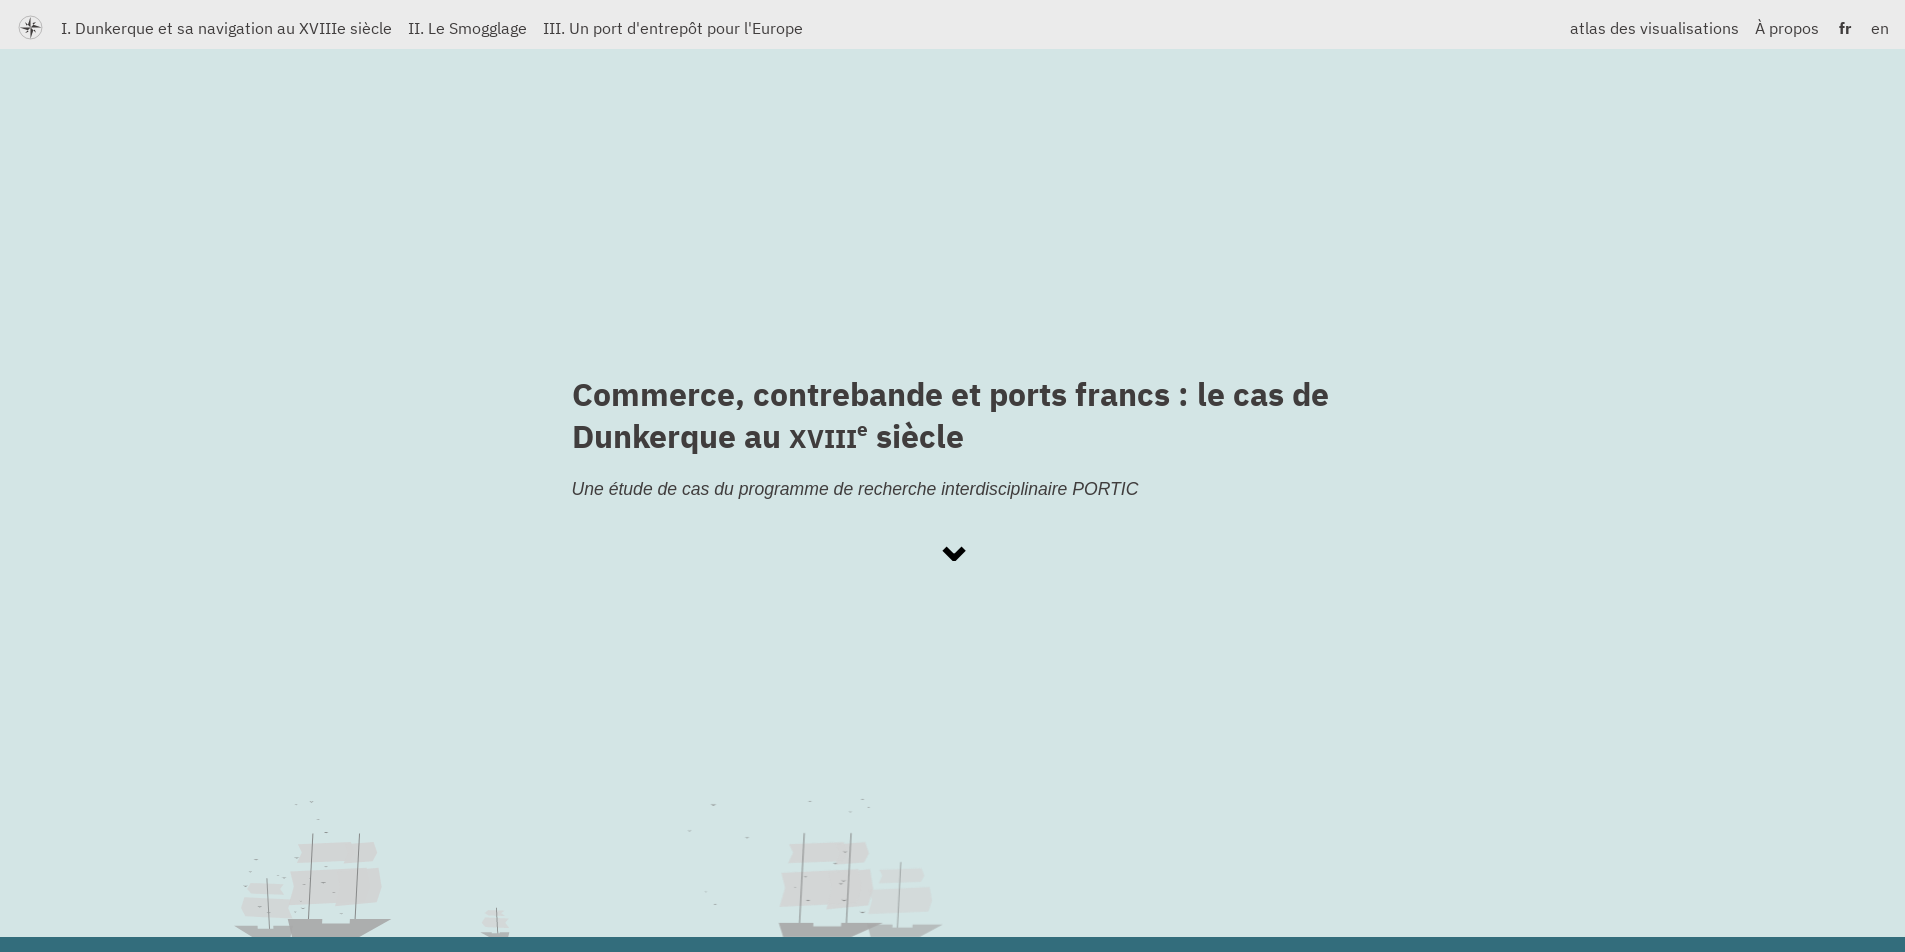 I. Dunkerque et sa navigation au XVIIIe siècle II. Le Smogglage III. Un port d'entrepôt pour l'Europe atlas des visualisations À propos fr en
Commerce, contrebande et ports francs : le cas de
Dunkerque au XVIIIe siècle
Une étude de cas du programme de recherche interdisciplinaire PORTIC